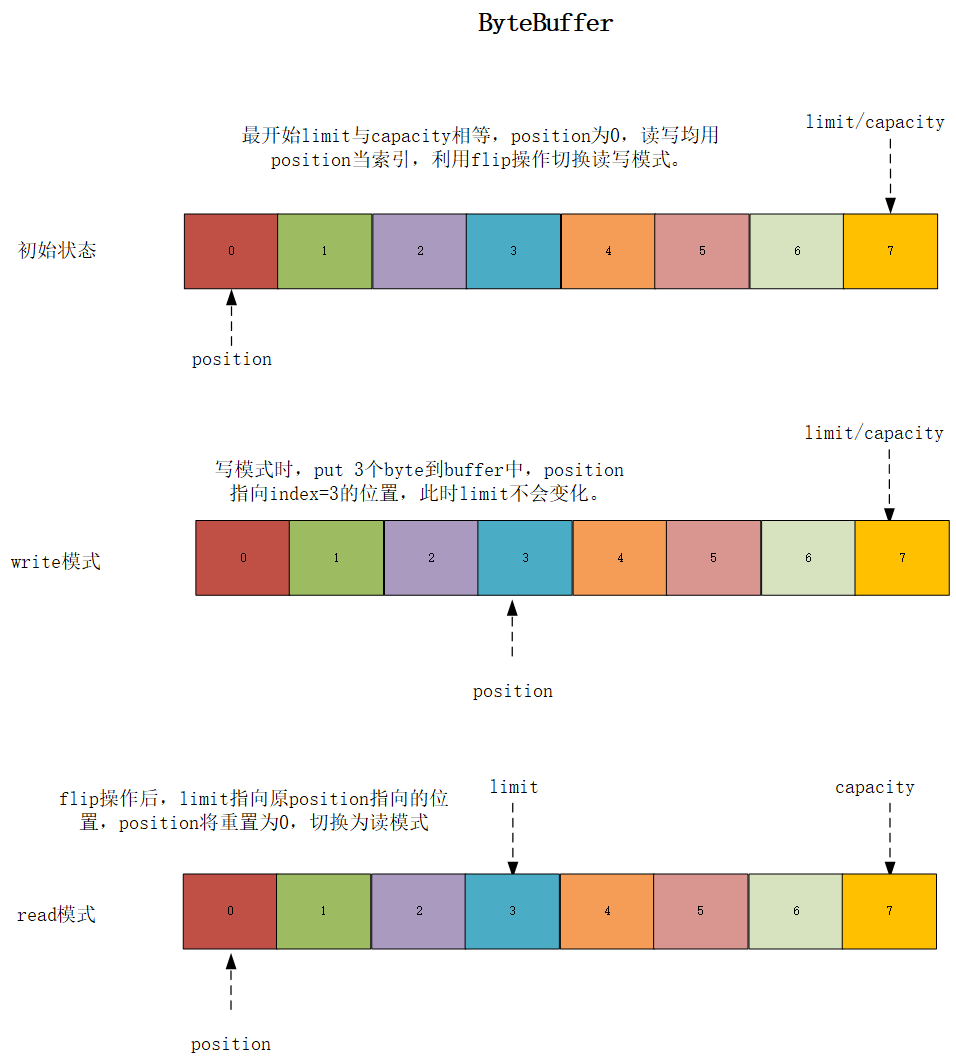 ByteBuffer
limit/capacity
最开始limit与capacity相等，position为0，读写均用
position当索引，利用flip操作切换读写模式。
初始状态
0 1 2 3 4 5 6 7
position
limit/capacity
写模式时，put 3个byte到buffer中，position
指向index=3的位置，此时limit不会变化。
write模式
0 1 2 3 4 5 6 7
position
limit
capacity
flip操作后，limit指向原position指向的位
置，position将重置为0，切换为读模式
read模式
0 1 2 3 4 5 6 7
position